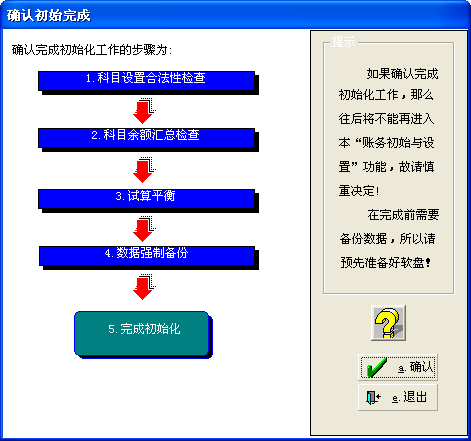 确认初始完成
确认完成初始化工作的步骤为:
1.科目设置合法性检查
2.科目余额汇总检查
3.试算平衡
4.数据强制备份
5.完成初始化
提示
如果确认完成
初始化工作，那么
往后将不能再进入
本“账务初始与设
置”功能，故请慎
重决定!
在完成前需要
备份数据，所以请
预先准备好软盘！
a.确认
e.退出